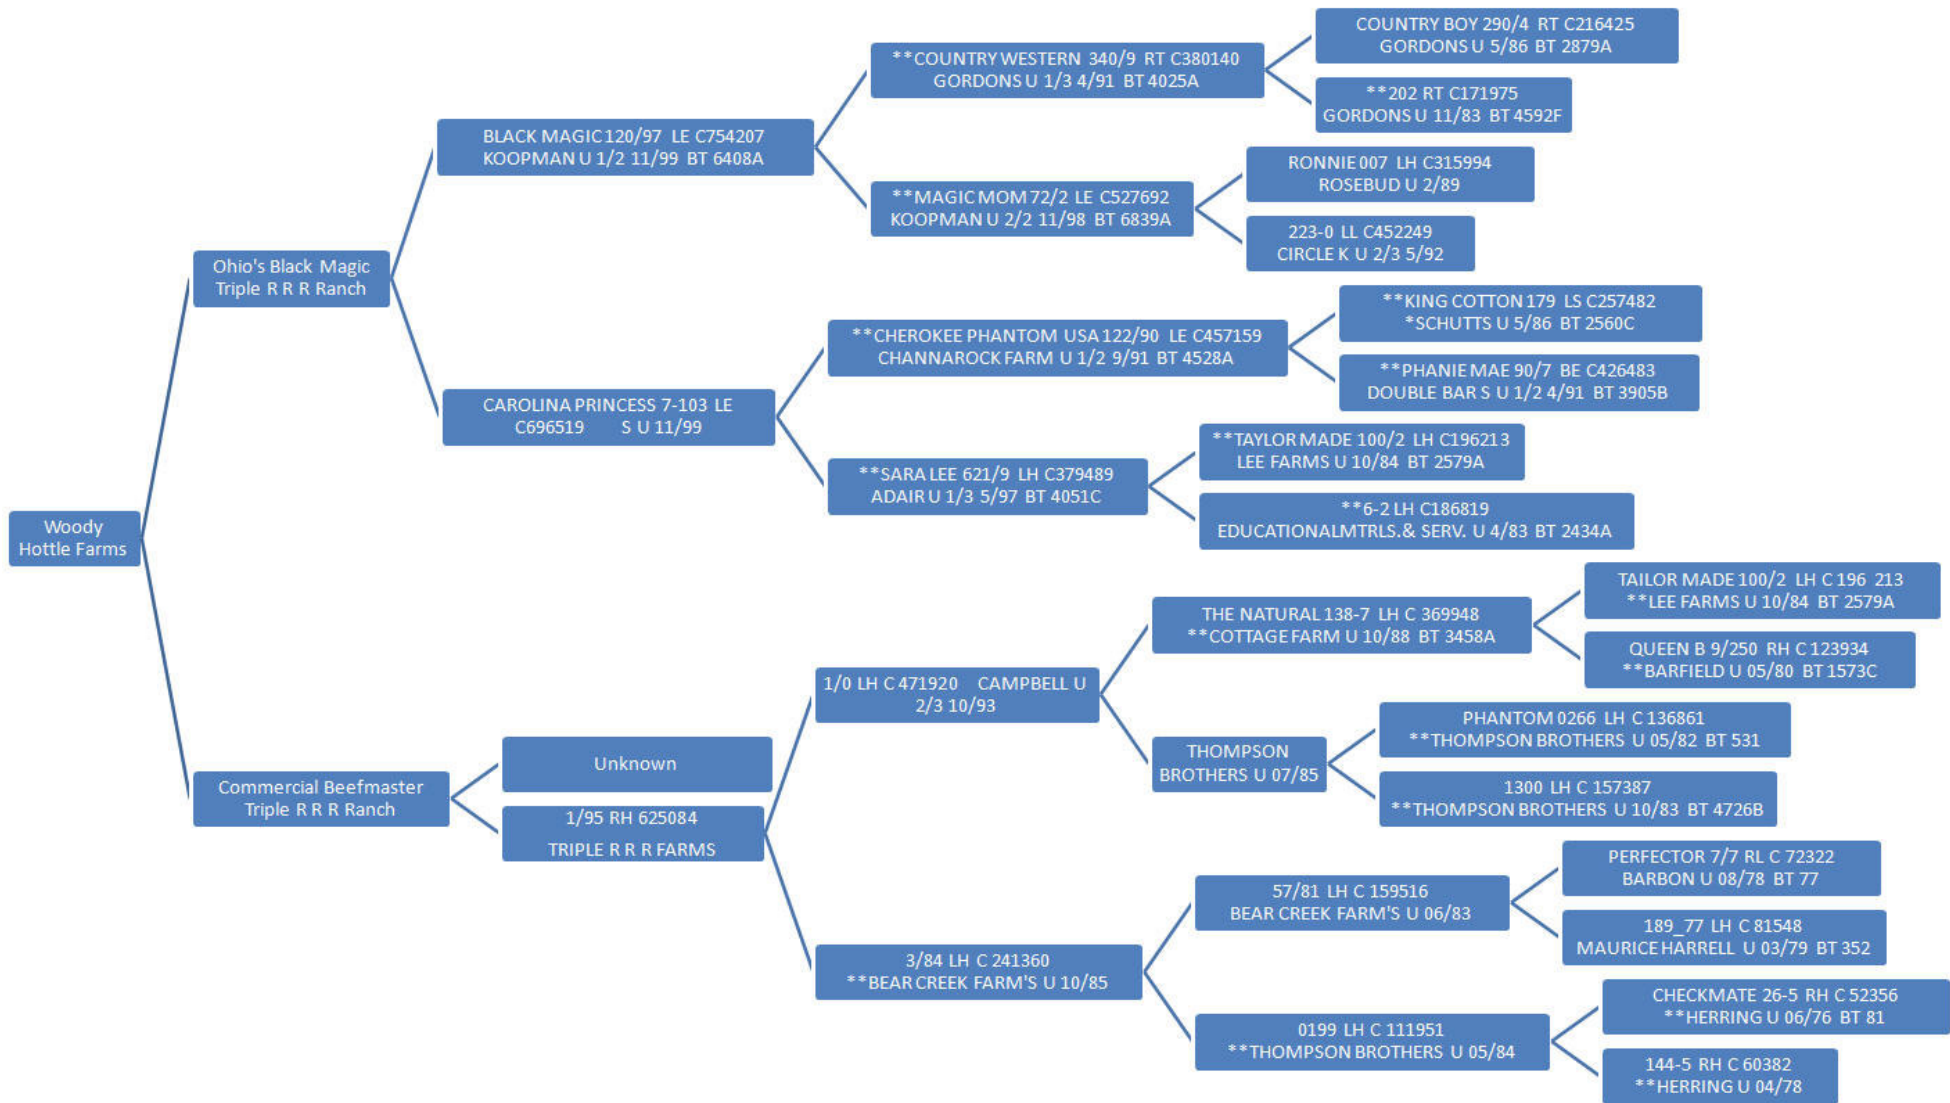 COUNTRY BOY 290/4 RT C216425
GORDONS U 5/86 BT 2879A
**COUNTRY WESTERN 340/9 RT C380140
GORDONS U 1/3 4/91 BT 4025A
**202 RT C171975
GORDONS U 11/83 BT 4592F
BLACK MAGIC 120/97 LE C754207
KOOPMAN U 1/2 11/99 BT 6408A
RONNIE 007 LH C315994
ROSEBUD U 2/89
**MAGIC MOM 72/2 LE C527692
KOOPMAN U 2/2 11/98 BT 6839A
223-0 LL C452249
CIRCLE K U 2/3 5/92
Ohio's Black Magic
Triple R R R Ranch
**KING COTTON 179 LS C257482
*SCHUTTS U 5/86 BT 2560C
**CHEROKEE PHANTOM USA 122/90 LE C457159
CHANNAROCK FARM U 1/2 9/91 BT 4528A
**PHANIE MAE 90/7 BE C426483
DOUBLE BAR S U 1/2 4/91 BT 3905B
CAROLINA PRINCESS 7-103 LE
C696519 S U 11/99
**TAYLOR MADE 100/2 LH C196213
LEE FARMS U 10/84 BT 2579A
**SARA LEE 621/9 LH C379489
ADAIR U 1/3 5/97 BT 4051C
**6-2 LH C186819
EDUCATIONALMTRLS.& SERV. U 4/83 BT 2434A
Woody
Hottle Farms
TAILOR MADE 100/2 LH C 196 213
**LEE FARMS U 10/84 BT 2579A
THE NATURAL 138-7 LH C 369948
**COTTAGE FARM U 10/88 BT 3458A
QUEEN B 9/250 RH C 123934
**BARFIELD U 05/80 BT 1573C
1/0 LH C 471920 CAMPBELL U
2/3 10/93
PHANTOM 0266 LH C 136861
**THOMPSON BROTHERS U 05/82 BT 531
THOMPSON
BROTHERS U 07/85
1300 LH C 157387
**THOMPSON BROTHERS U 10/83 BT 4726B
Unknown
Commercial Beefmaster
Triple R R R Ranch
1/95 RH 625084
TRIPLE R R R FARMS
PERFECTOR 7/7 RL C 72322
BARBON U 08/78 BT 77
57/81 LH C 159516
BEAR CREEK FARM'S U 06/83
189_77 LH C 81548
MAURICE HARRELL U 03/79 BT 352
3/84 LH C 241360
**BEAR CREEK FARM'S U 10/85
CHECKMATE 26-5 RH C 52356
**HERRING U 06/76 BT 81
0199 LH C 111951
**THOMPSON BROTHERS U 05/84
144-5 RH C 60382
**HERRING U 04/78